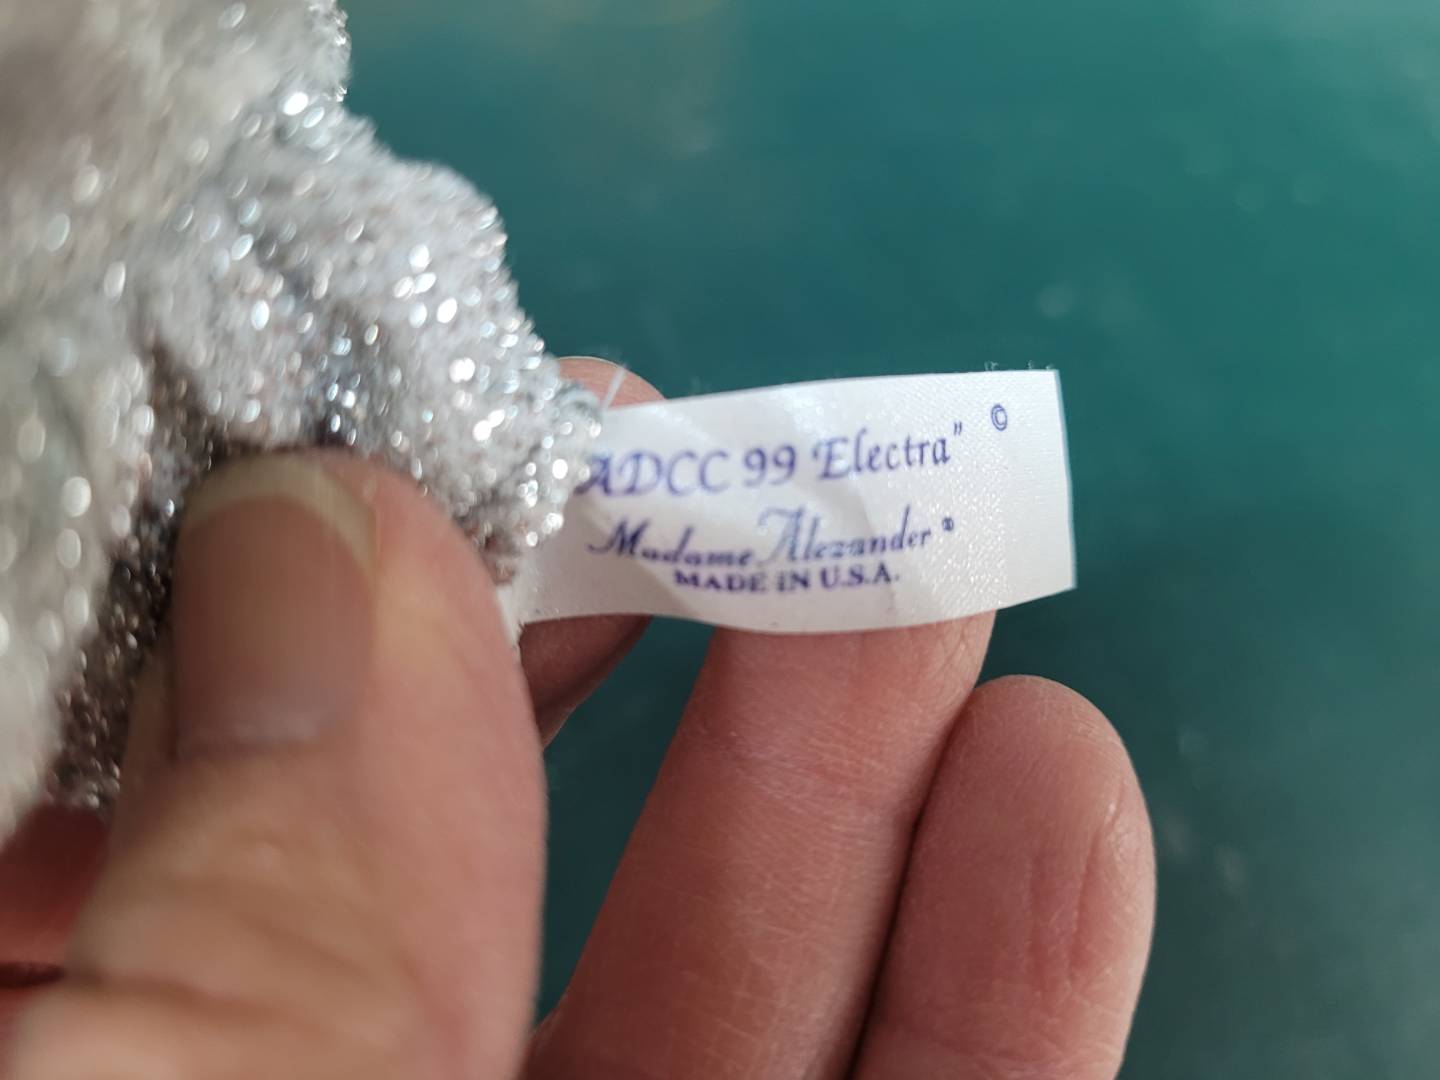 ADCC 99 Electra" ©
Madame Alexander ®
MADE IN U.S.A.